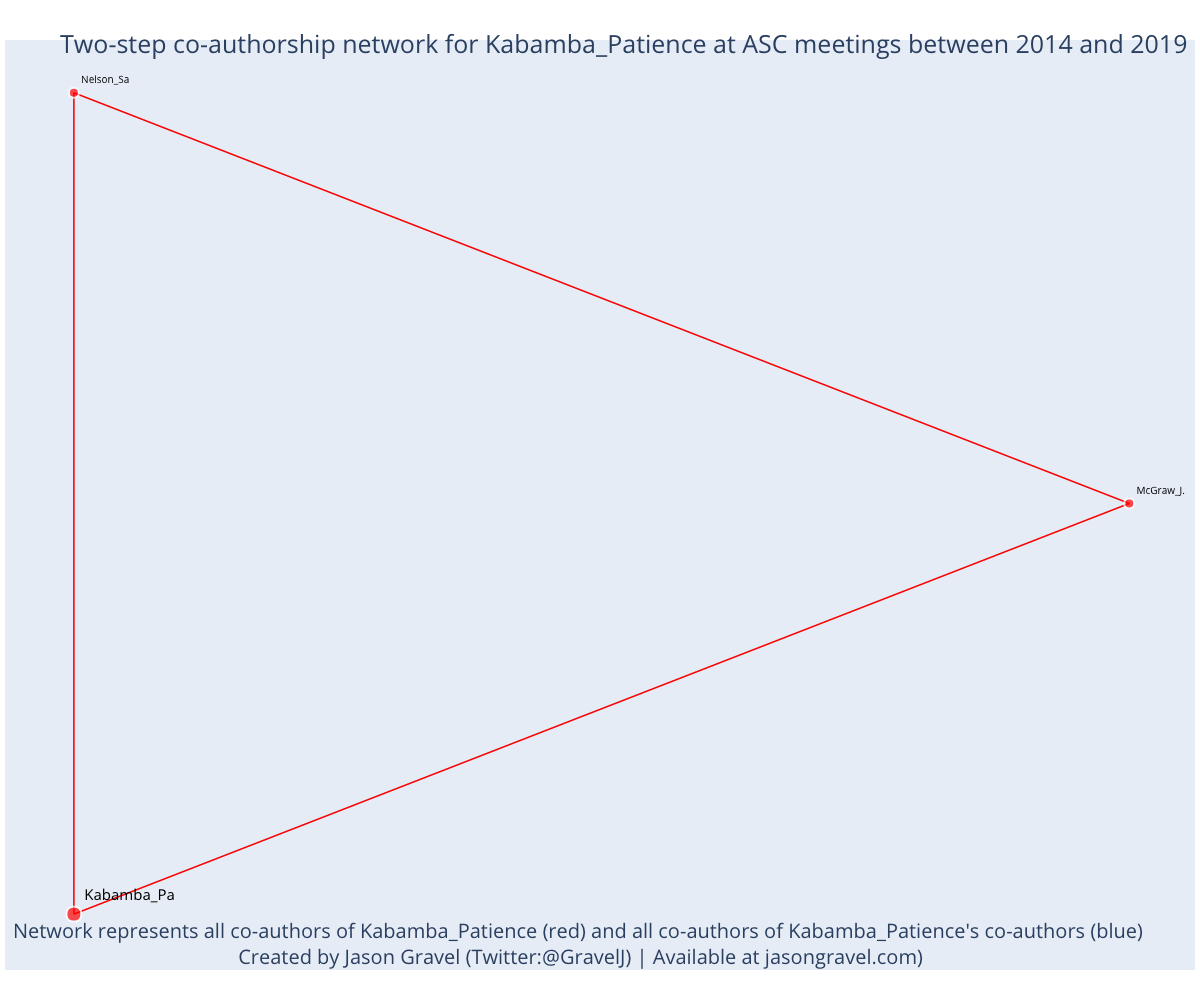 Two-step co-authorship network for Kabamba_Patience at ASC meetings between 2014 and 2019
Nelson_Sa
McGraw_J.
Kabamba_Pa
Network represents all co-authors of Kabamba_Patience (red) and all co-authors of Kabamba_Patience's co-authors (blue)
Created by Jason Gravel (Twitter:@GravelJ) | Available at jasongravel.com)